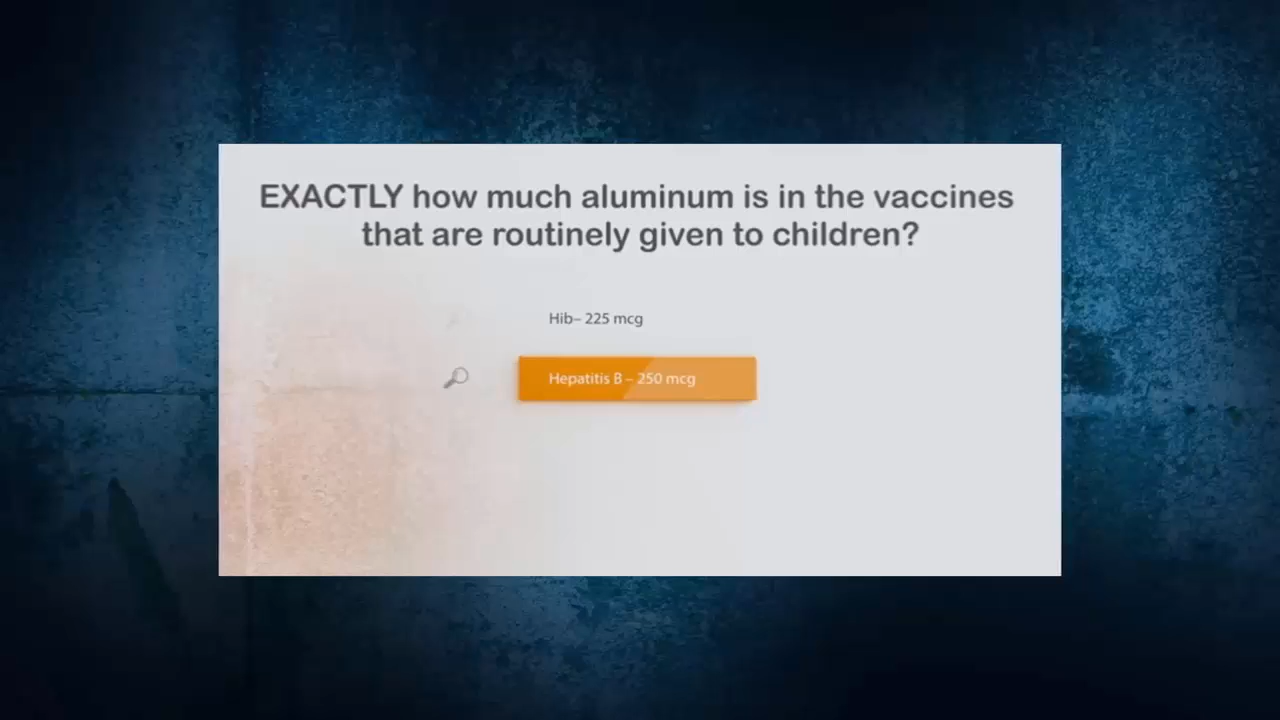 EXACTLY how much aluminum is in the vaccines
that are routinely given to children?
Hib– 225 mcg
Hepatitis B – 250 mcg